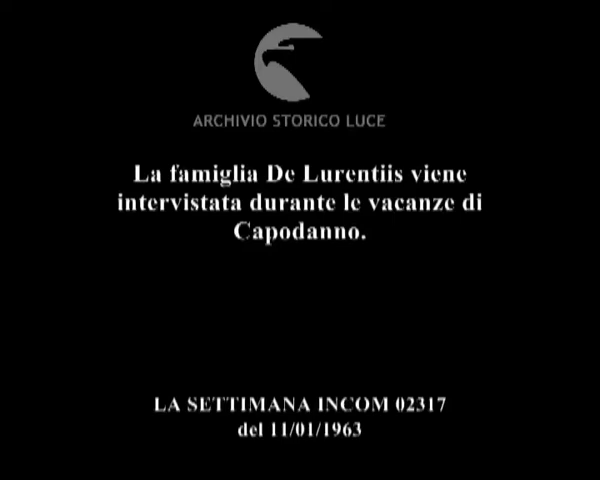 ARCHIVIO STORICO LUCE
La famiglia De Lurentiis viene
intervistata durante le vacanze di
Capodanno.
LA SETTIMANA INCOM 02317
del 11/01/1963